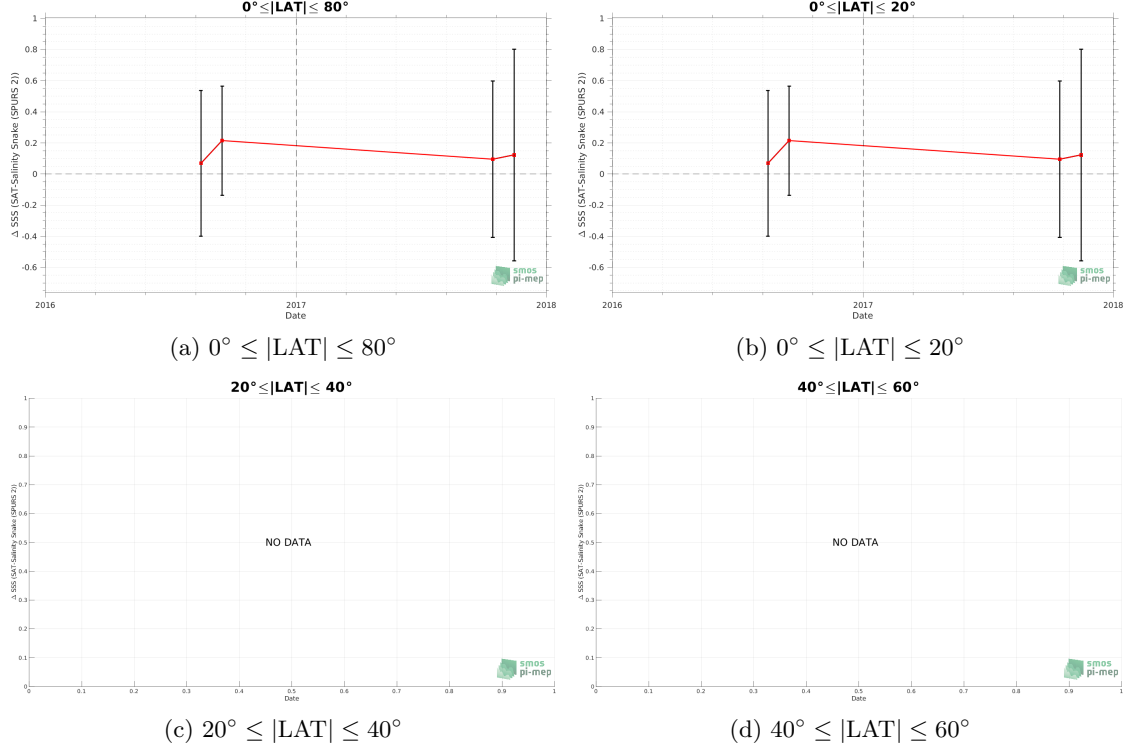 0°≤|LAT|≤ 80°
1
0.8
0.6
0.4
0.2
0
-0.2
-0.4
-0.6
Δ SSS (SAT-Salinity Snake (SPURS 2))
2016
2017
2018
Date
smos
pi-mep
(a) 0° ≤ |LAT| ≤ 80°
0°≤|LAT|≤ 20°
1
0.8
0.6
0.4
0.2
0
-0.2
-0.4
-0.6
Δ SSS (SAT-Salinity Snake (SPURS 2))
2016
2017
2018
Date
smos
pi-mep
(b) 0° ≤ |LAT| ≤ 20°
20°≤|LAT|≤ 40°
1
0.9
0.8
0.7
0.6
0.5
0.4
0.3
0.2
0.1
0
Δ SSS (SAT-Salinity Snake (SPURS 2))
NO DATA
0 0.1 0.2 0.3 0.4 0.5 0.6 0.7 0.8 0.9 1
Date
smos
pi-mep
(c) 20° ≤ |LAT| ≤ 40°
40°≤|LAT|≤ 60°
1
0.9
0.8
0.7
0.6
0.5
0.4
0.3
0.2
0.1
0
Δ SSS (SAT-Salinity Snake (SPURS 2))
NO DATA
0 0.1 0.2 0.3 0.4 0.5 0.6 0.7 0.8 0.9 1
Date
smos
pi-mep
(d) 40° ≤ |LAT| ≤ 60°